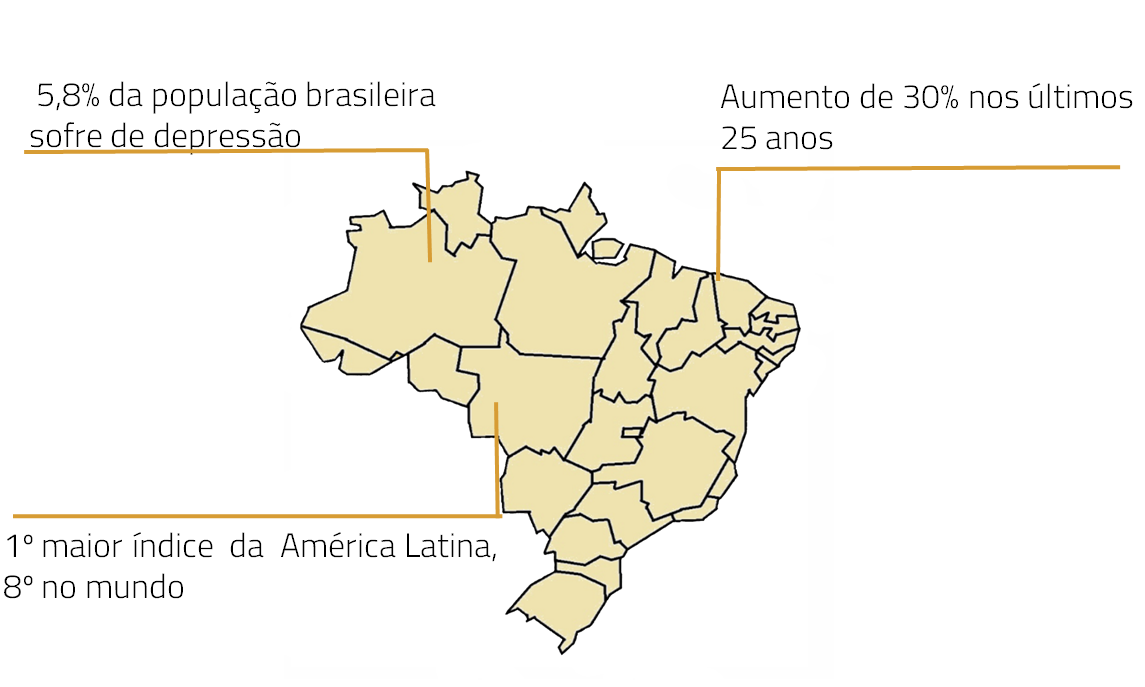 5,8% da população brasileira
sofre de depressão
Aumento de 30% nos últimos
25 anos
1º maior índice da América Latina,
8º no mundo